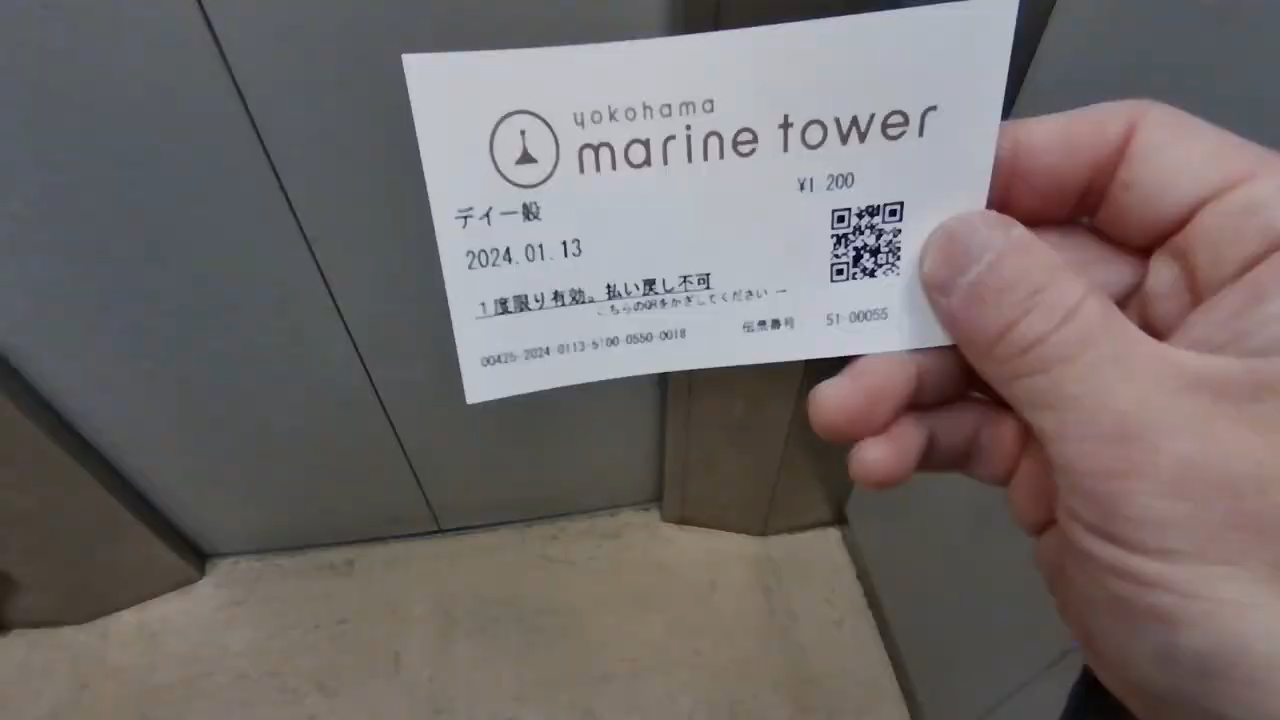 yokohama
marine tower
¥1 200
デイ一般
2024.01.13
1度限り有効。払い戻し不可
こちらのQRをかざしてください →
00425-2024-0113-5100-0550-0018
伝票番号 51-00055